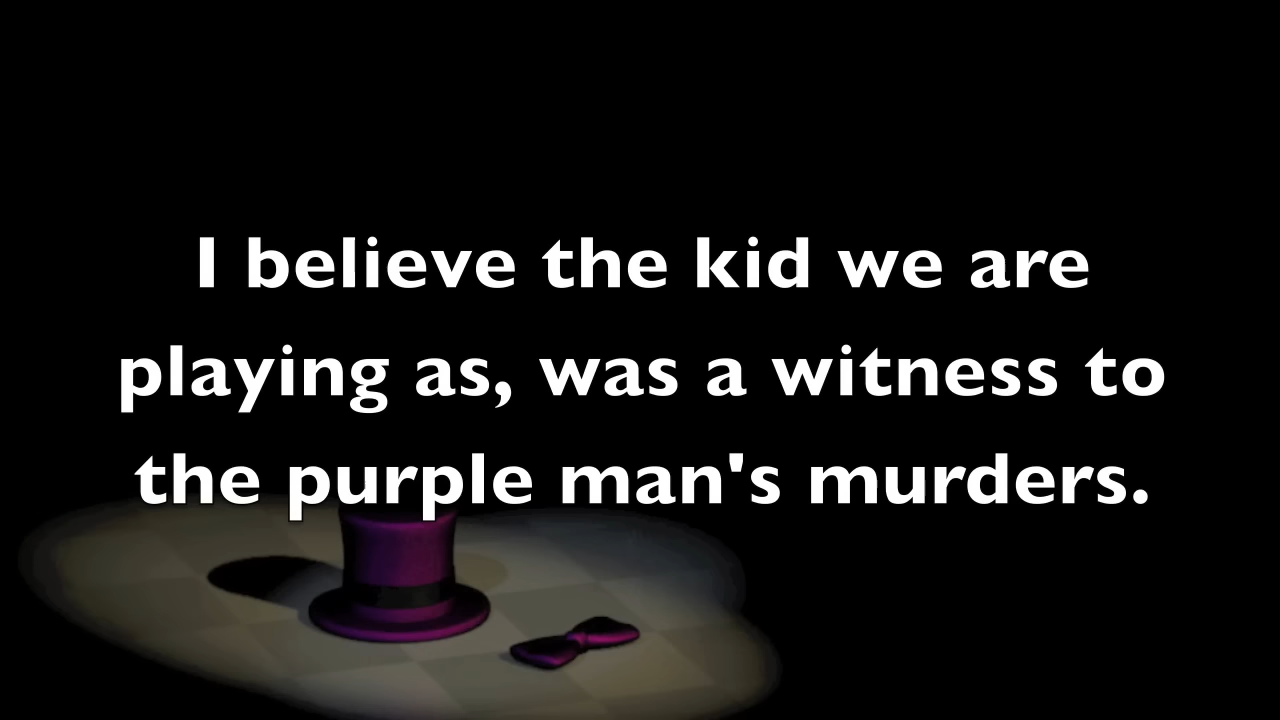 I believe the kid we are
playing as, was a witness to
the purple man's murders.